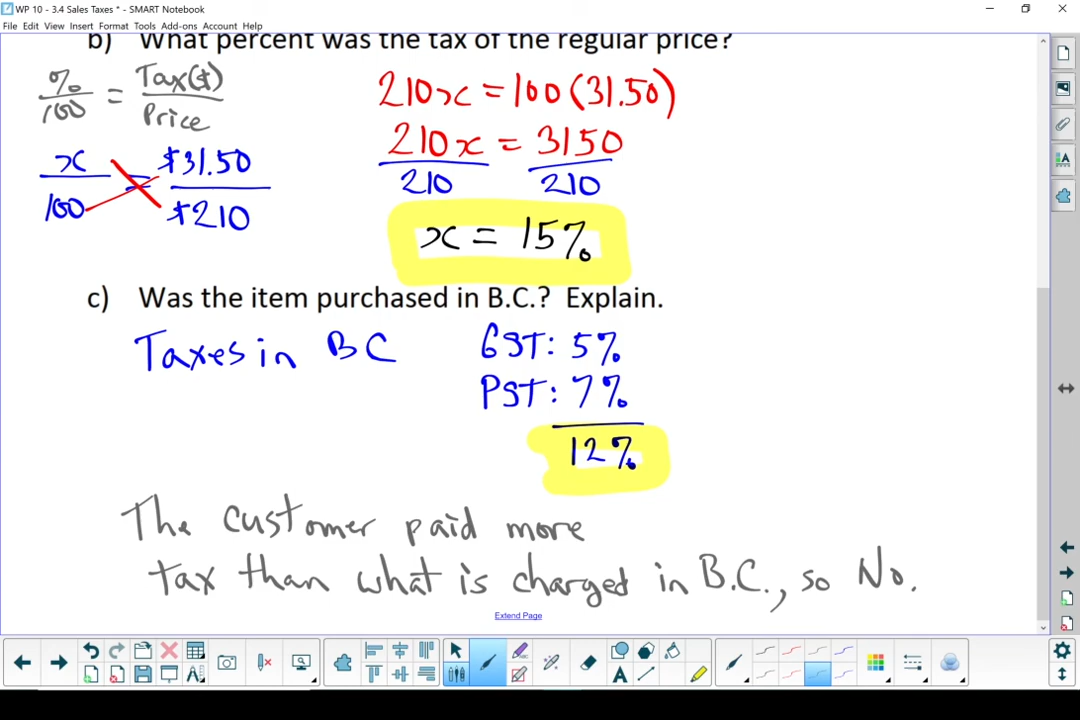 WP 10 - 3.4 Sales Taxes * - SMART Notebook
File Edit View Insert Format Tools Add-ons Account Help
b) What percent was the tax of the regular price?
%/100 = Tax($)/Price
x/100 = $31.50/$210
210x = 100(31.50)
210x = 3150
210 210
x = 15%
c) Was the item purchased in B.C.? Explain.
Taxes in BC
GST: 5%
PST: 7%
12%
The customer paid more
tax than what is charged in B.C., so No.
Extend Page